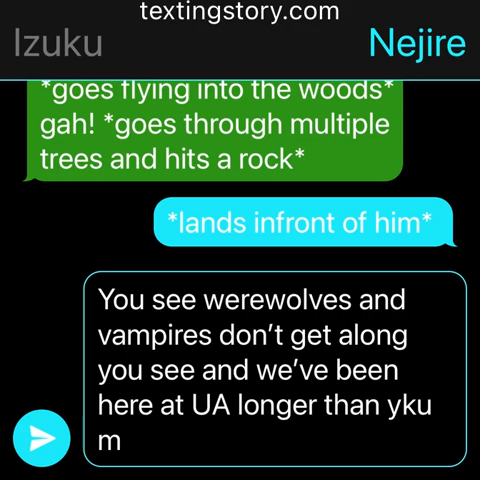 textingstory.com
Izuku Nejire
*goes flying into the woods*
gah! *goes through multiple
trees and hits a rock*
*lands infront of him*
You see werewolves and
vampires don’t get along
you see and we’ve been
here at UA longer than yku
m